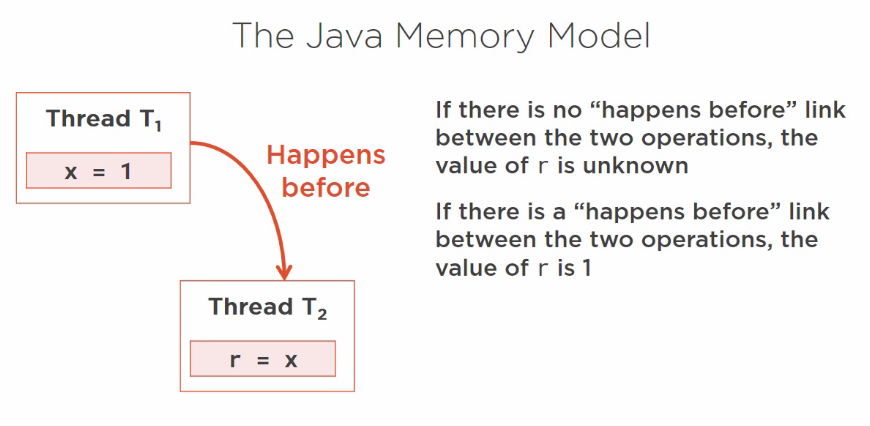 The Java Memory Model
Thread T₁
x = 1
Happens
before
Thread T₂
r = x
If there is no “happens before” link
between the two operations, the
value of r is unknown
If there is a “happens before” link
between the two operations, the
value of r is 1